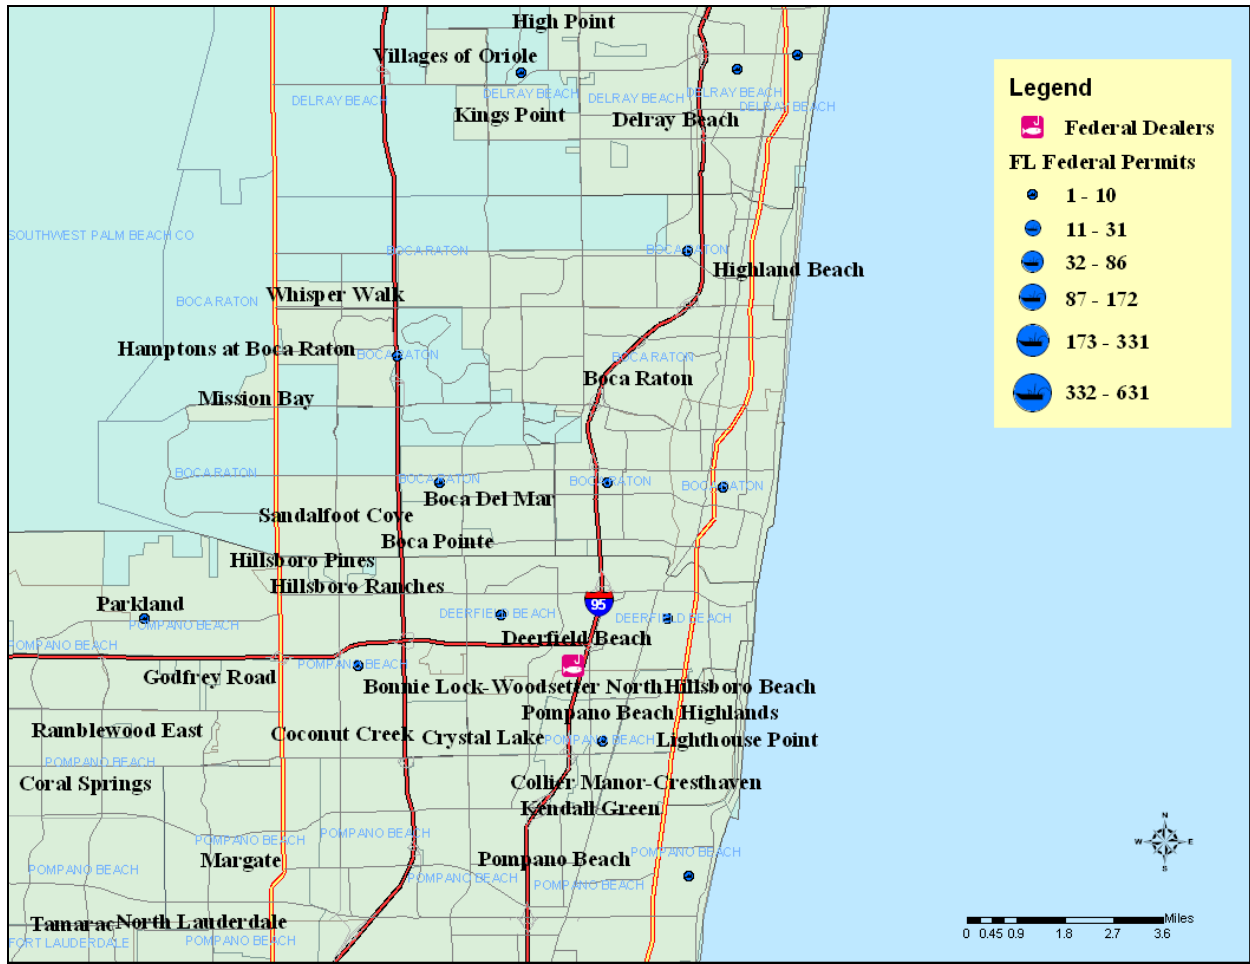 High Point
Villages of Oriole
DELRAY BEACH
DELRAY BEACH
DELRAY BEACH
DELRAY BEACH
DELRAY BEACH
Kings Point
Delray Beach
SOUTHWEST PALM BEACH CO
BOCA RATON
BOCA RATON
Highland Beach
Whisper Walk
BOCA RATON
Hamptons at Boca Raton
BOCA RATON
BOCA RATON
Boca Raton
Mission Bay
BOCA RATON
BOCA RATON
BOCA RATON
BOCA RATON
Boca Del Mar
Sandalfoot Cove
Boca Pointe
Hillsboro Pines
Hillsboro Ranches
95
Parkland
DEERFIELD BEACH
DEERFIELD BEACH
POMPANO BEACH
Deerfield Beach
POMPANO BEACH
POMPANO BEACH
Godfrey Road
Bonnie Lock-Woodsetter North Hillsboro Beach
Pompano Beach Highlands
Ramblewood East
Coconut Creek
Crystal Lake
POMPANO BEACH
Lighthouse Point
POMPANO BEACH
Coral Springs
Collier Manor-Cresthaven
Kendall Green
POMPANO BEACH
POMPANO BEACH
Margate
Pompano Beach
POMPANO BEACH
POMPANO BEACH
POMPANO BEACH
POMPANO BEACH
Tamarac
North Lauderdale
FORT LAUDERDALE
POMPANO BEACH
Legend
Federal Dealers
FL Federal Permits
1 - 10
11 - 31
32 - 86
87 - 172
173 - 331
332 - 631
N
W
E
S
Miles
0 0.45 0.9 1.8 2.7 3.6